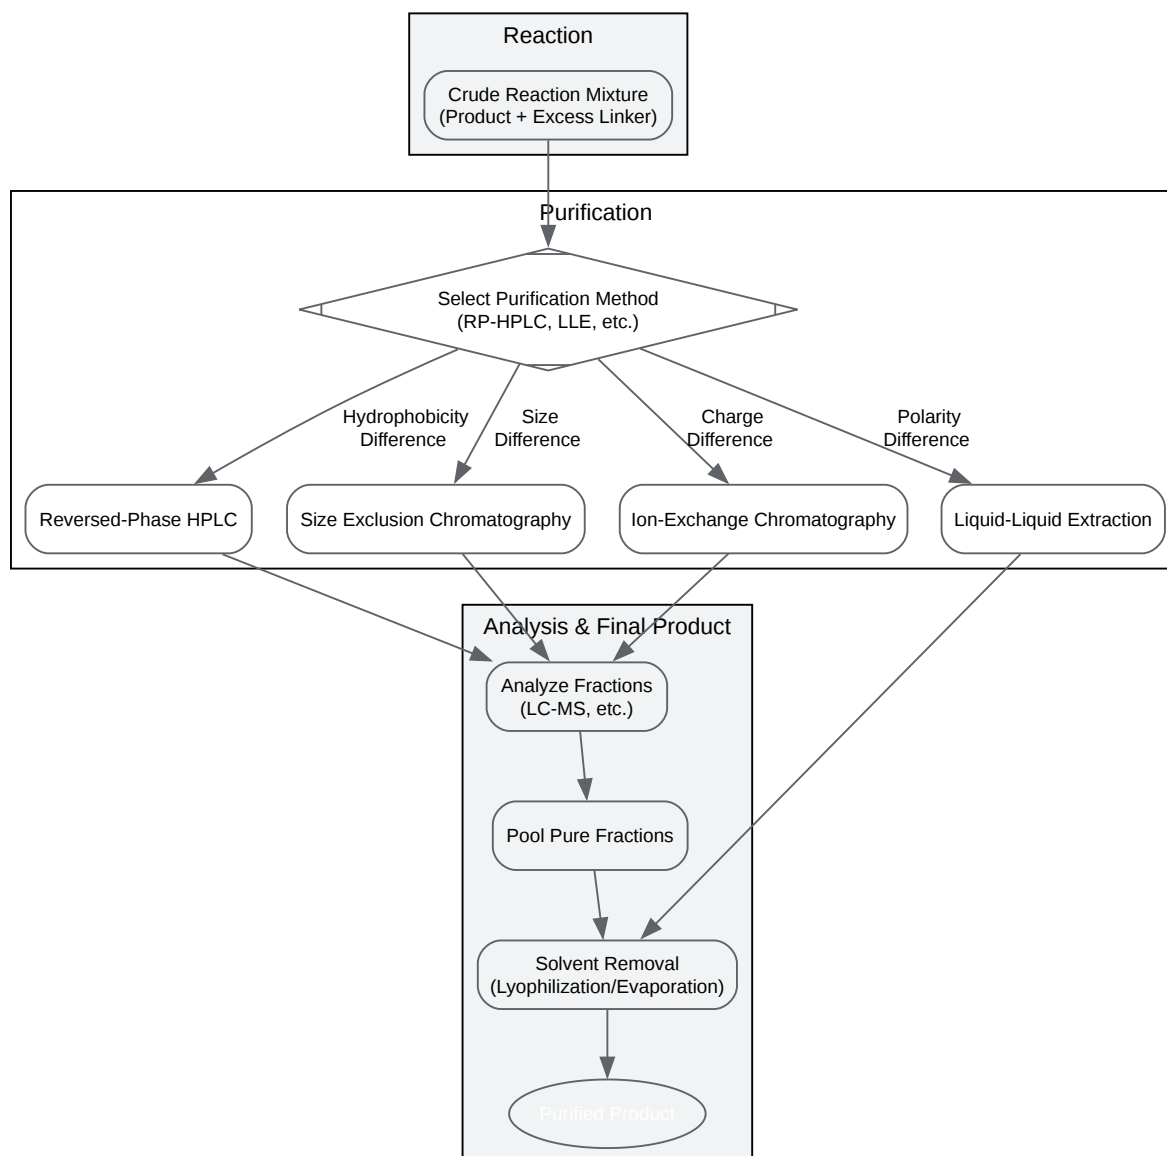 Reaction
Crude Reaction Mixture
(Product + Excess Linker)
Purification
Select Purification Method
(RP-HPLC, LLE, etc.)
Hydrophobicity
Difference
Size
Difference
Charge
Difference
Polarity
Difference
Reversed-Phase HPLC
Size Exclusion Chromatography
Ion-Exchange Chromatography
Liquid-Liquid Extraction
Analysis & Final Product
Analyze Fractions
(LC-MS, etc.)
Pool Pure Fractions
Solvent Removal
(Lyophilization/Evaporation)
Purified Product